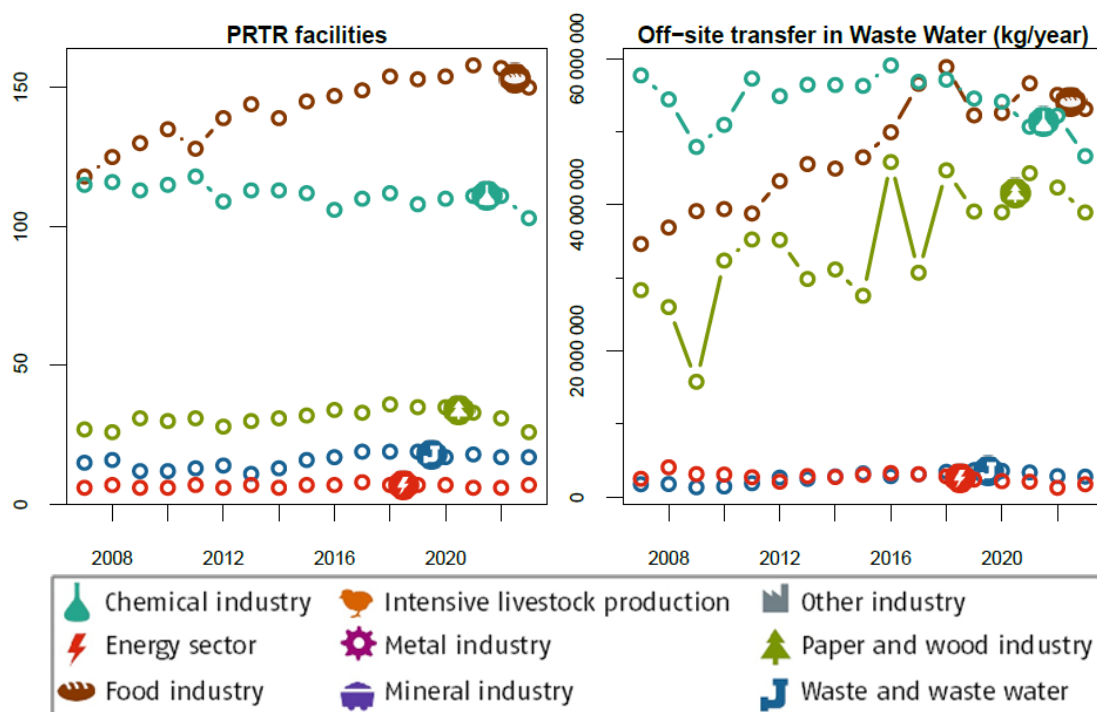 PRTR facilities
150
100
50
0
2008 2012 2016 2020
Off−site transfer in Waste Water (kg/year)
60 000 000
40 000 000
20 000 000
0
2008 2012 2016 2020
Chemical industry Intensive livestock production Other industry
Energy sector Metal industry Paper and wood industry
Food industry Mineral industry Waste and waste water